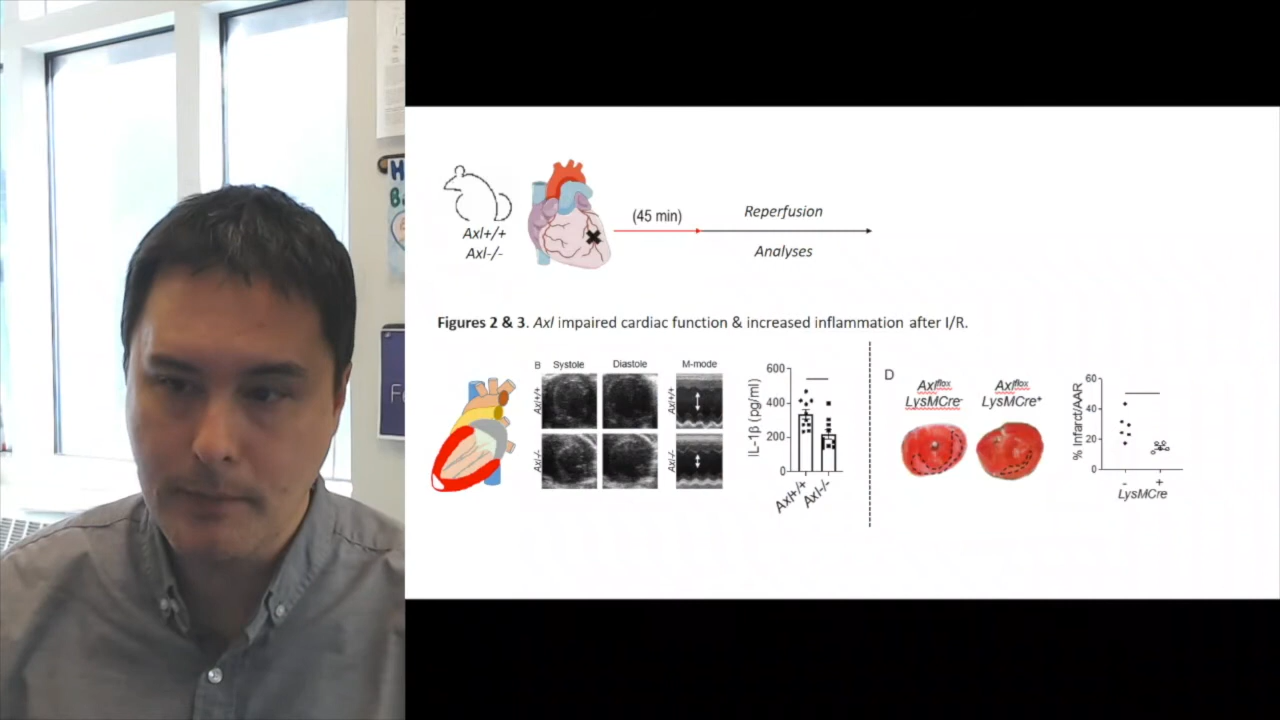 H
B
F
Axl+/+
Axl-/-
(45 min)
Reperfusion
Analyses
Figures 2 & 3. Axl impaired cardiac function & increased inflammation after I/R.
B Systole Diastole M-mode
Axl+/+
Axl+/+
Axl-/-
Axl-/-
IL-1β (pg/ml)
600
400
200
0
Axl+/+
Axl-/-
D
Axlflox
LysMCre-
Axlflox
LysMCre+
% Infarct/AAR
60
40
20
0
- +
LysMCre